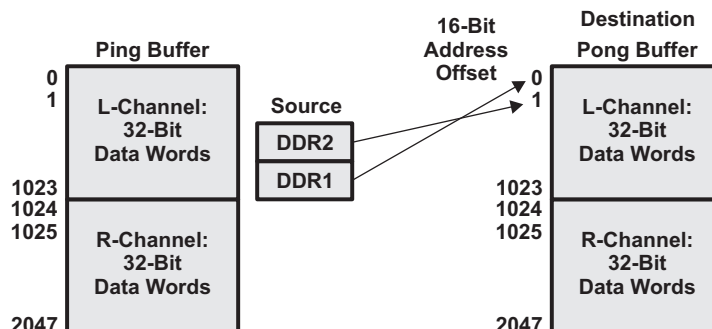 16-Bit
Address
Offset
Destination
Ping Buffer
Pong Buffer
0
1
L-Channel:
32-Bit
Data Words
1023
1024
1025
R-Channel:
32-Bit
Data Words
2047
Source
DDR2
DDR1
0
1
L-Channel:
32-Bit
Data Words
1023
1024
1025
R-Channel:
32-Bit
Data Words
2047